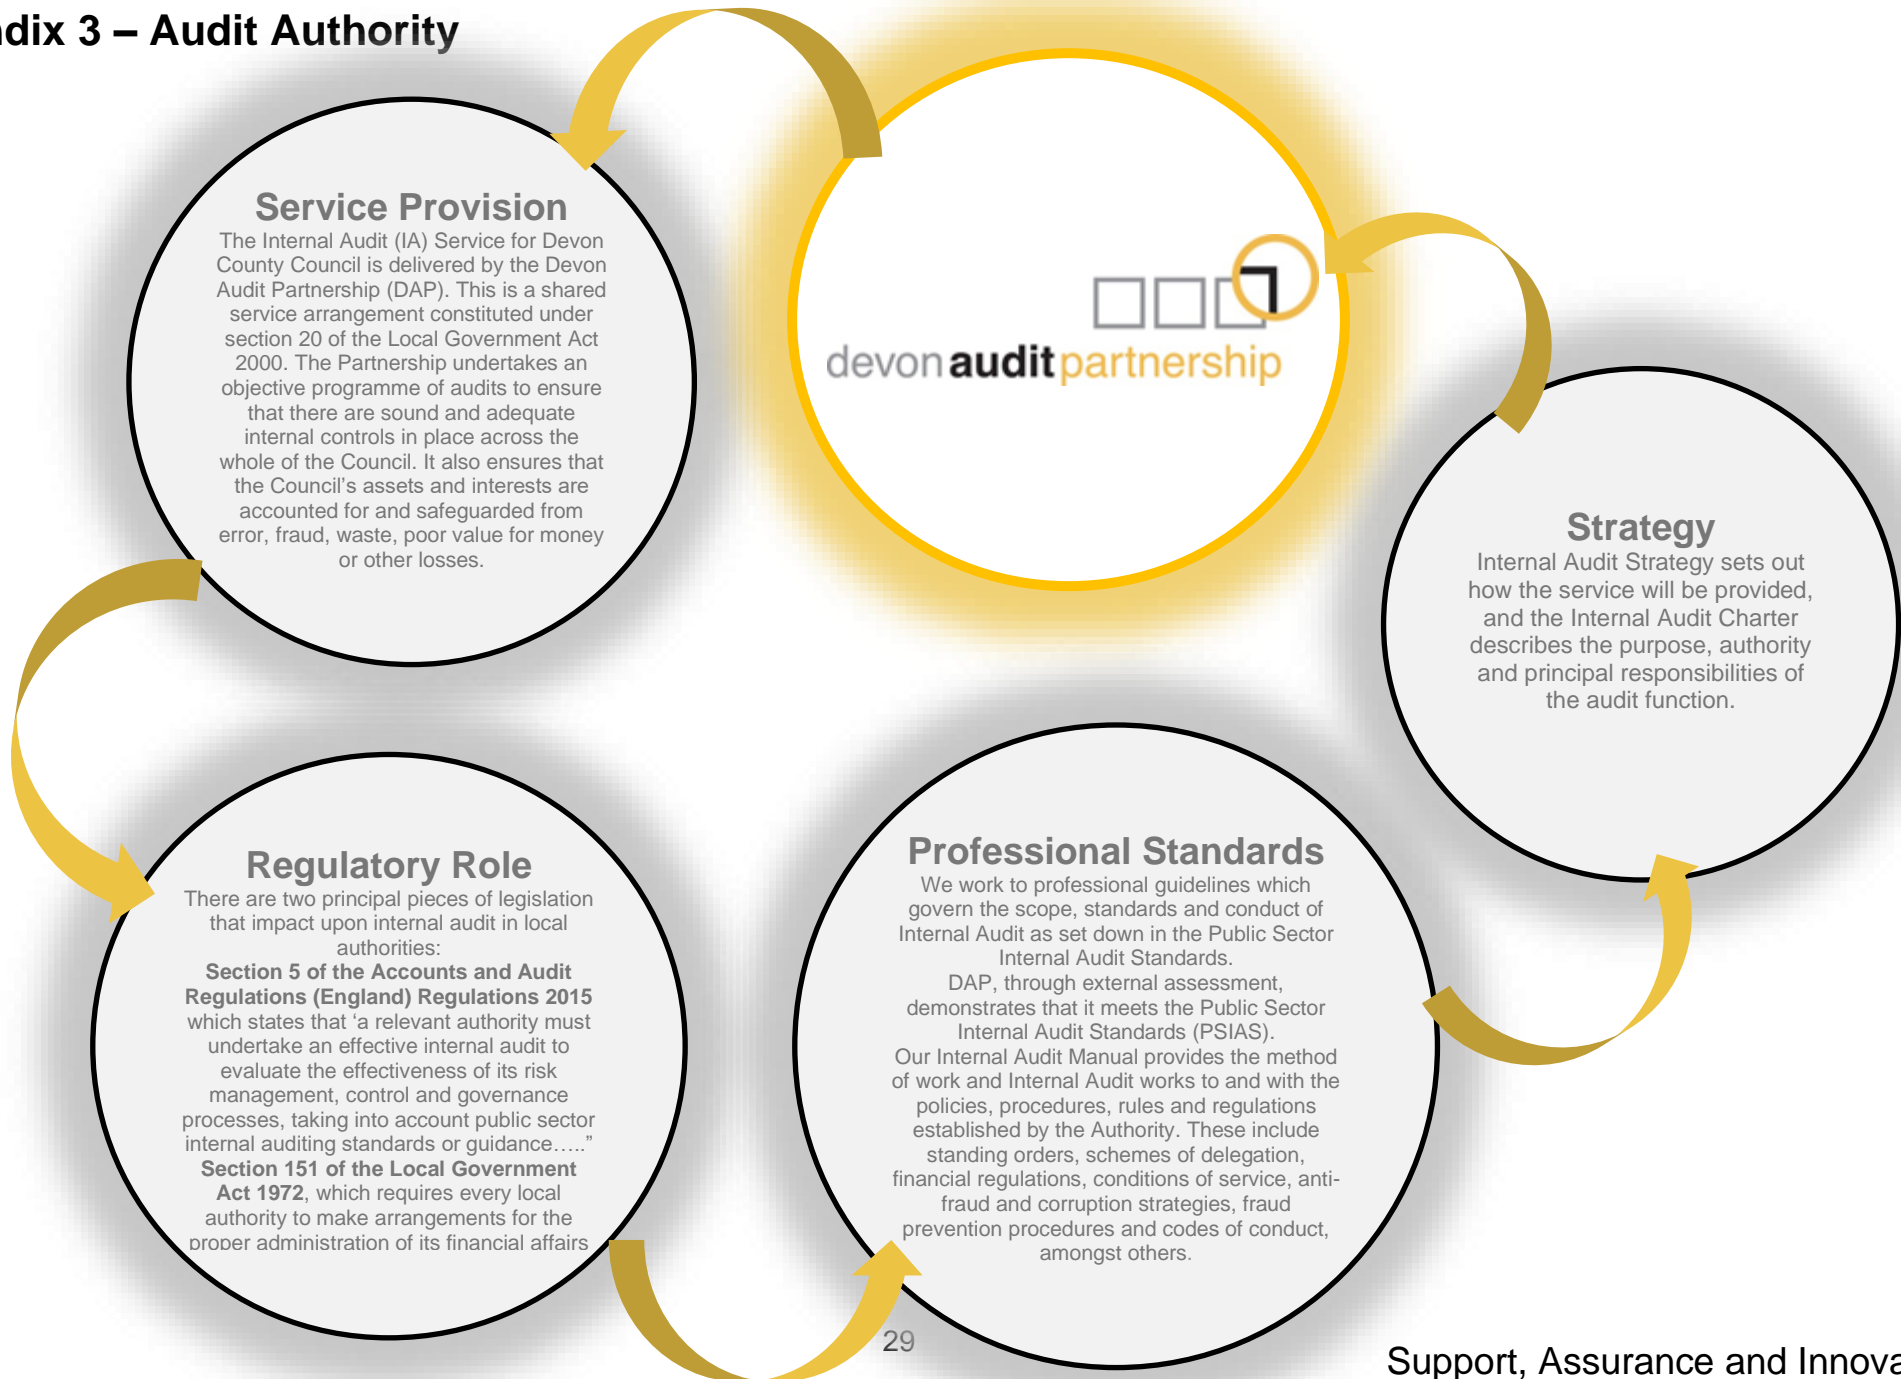 ndix 3 – Audit Authority
Service Provision
The Internal Audit (IA) Service for Devon
County Council is delivered by the Devon
Audit Partnership (DAP). This is a shared
service arrangement constituted under
section 20 of the Local Government Act
2000. The Partnership undertakes an
objective programme of audits to ensure
that there are sound and adequate
internal controls in place across the
whole of the Council. It also ensures that
the Council’s assets and interests are
accounted for and safeguarded from
error, fraud, waste, poor value for money
or other losses.
devonauditpartnership
Strategy
Internal Audit Strategy sets out
how the service will be provided,
and the Internal Audit Charter
describes the purpose, authority
and principal responsibilities of
the audit function.
Regulatory Role
There are two principal pieces of legislation
that impact upon internal audit in local
authorities:
Section 5 of the Accounts and Audit
Regulations (England) Regulations 2015
which states that ‘a relevant authority must
undertake an effective internal audit to
evaluate the effectiveness of its risk
management, control and governance
processes, taking into account public sector
internal auditing standards or guidance…..”
Section 151 of the Local Government
Act 1972, which requires every local
authority to make arrangements for the
proper administration of its financial affairs
Professional Standards
We work to professional guidelines which
govern the scope, standards and conduct of
Internal Audit as set down in the Public Sector
Internal Audit Standards.
DAP, through external assessment,
demonstrates that it meets the Public Sector
Internal Audit Standards (PSIAS).
Our Internal Audit Manual provides the method
of work and Internal Audit works to and with the
policies, procedures, rules and regulations
established by the Authority. These include
standing orders, schemes of delegation,
financial regulations, conditions of service, anti-
fraud and corruption strategies, fraud
prevention procedures and codes of conduct,
amongst others.
29
Support, Assurance and Innova